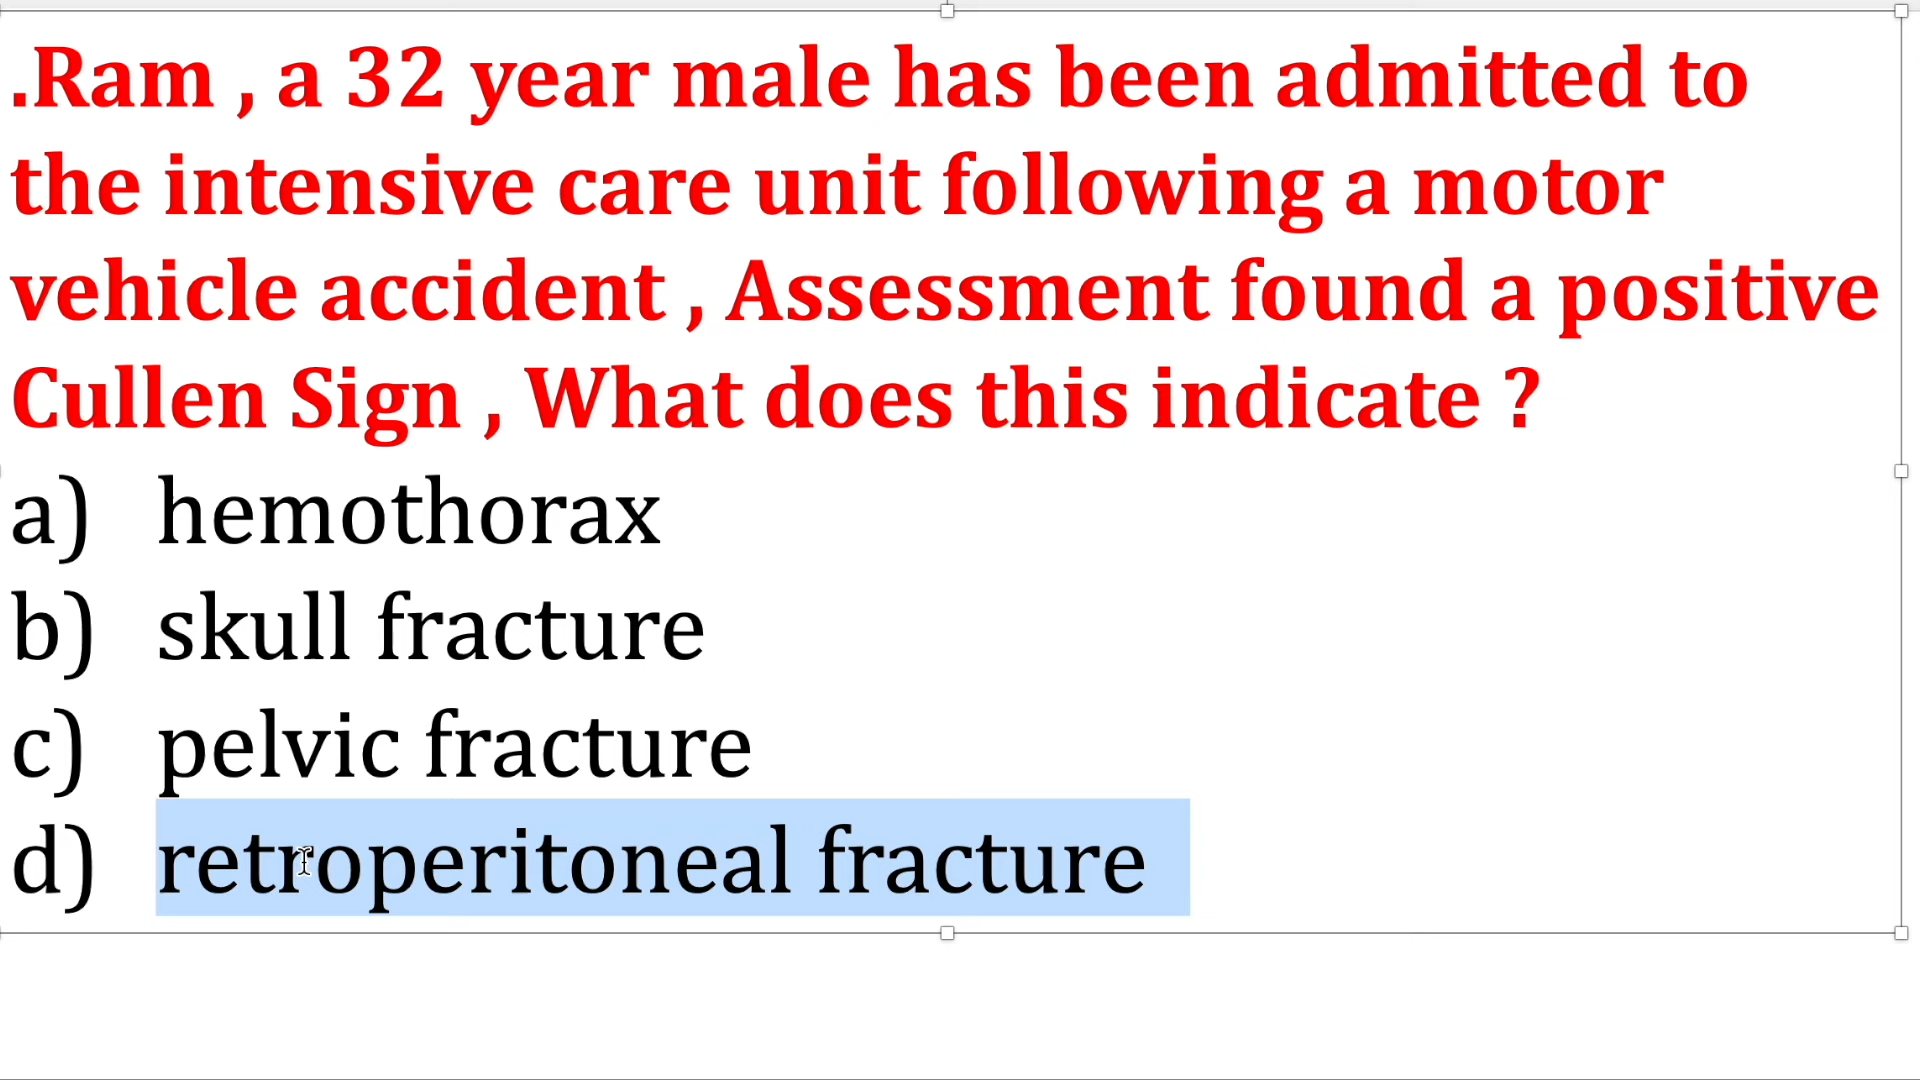 .Ram , a 32 year male has been admitted to
the intensive care unit following a motor
vehicle accident , Assessment found a positive
Cullen Sign , What does this indicate ?
a) hemothorax
b) skull fracture
c) pelvic fracture
d) retroperitoneal fracture